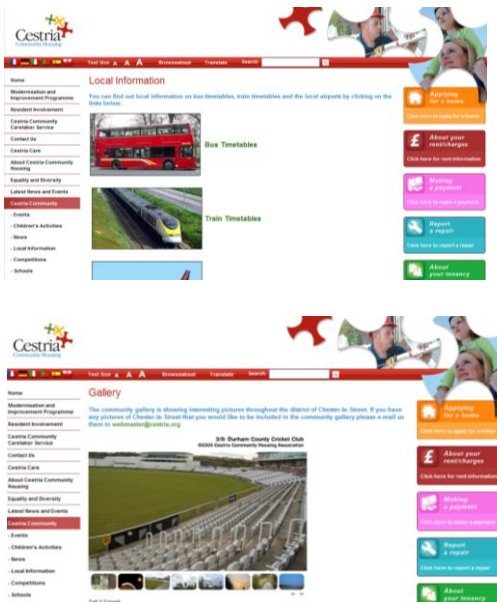 Cestria
Community Housing
Text Size A A A Browsealoud Translate Search
Home
Modernisation and
Improvement Programme
Resident Involvement
Cestria Community
Caretaker Service
Contact Us
Cestria Care
About Cestria Community
Housing
Equality and Diversity
Latest News and Events
Cestria Community
- Events
- Children's Activities
- News
- Local Information
- Competitions
- Schools
Local Information
You can find out local information on bus timetables, train timetables and the local airports by clicking on the
links below.
Bus Timetables
Train Timetables
Applying
for a home
Click here to apply for a home
£
About your
rent/charges
Click here for rent information
Making
a payment
Click here to make a payment
Report
a repair
Click here to report a repair
About
your tenancy
Cestria
Community Housing
Text Size A A A Browsealoud Translate Search
Home
Modernisation and
Improvement Programme
Resident Involvement
Cestria Community
Caretaker Service
Contact Us
Cestria Care
About Cestria Community
Housing
Equality and Diversity
Latest News and Events
Cestria Community
- Events
- Children's Activities
- News
- Local Information
- Competitions
- Schools
Gallery
The community gallery is showing interesting pictures throughout the district of Chester-le-Street. If you have
any pictures of Chester-le-Street that you would like to be included in the community gallery please e-mail us
them to webmaster@cestria.org
3/8: Durham County Cricket Club
Cestria Community Housing Association
Applying
for a home
Click here to apply for a home
£
About your
rent/charges
Click here for rent information
Making
a payment
Click here to make a payment
Report
a repair
Click here to report a repair
About
your tenancy